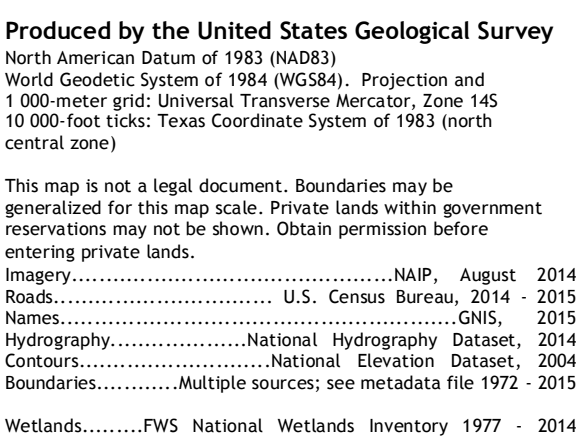 Produced by the United States Geological Survey
North American Datum of 1983 (NAD83)
World Geodetic System of 1984 (WGS84).  Projection and
1 000-meter grid: Universal Transverse Mercator, Zone 14S
10 000-foot ticks: Texas Coordinate System of 1983 (north
central zone)
This map is not a legal document. Boundaries may be
generalized for this map scale. Private lands within government
reservations may not be shown. Obtain permission before
entering private lands.
Imagery.............................................NAIP, August 2014
Roads.............................. U.S. Census Bureau, 2014 - 2015
Names.......................................................GNIS, 2015
Hydrography....................National Hydrography Dataset, 2014
Contours............................National Elevation Dataset, 2004
Boundaries............Multiple sources; see metadata file 1972 - 2015
Wetlands.........FWS National Wetlands Inventory 1977 - 2014